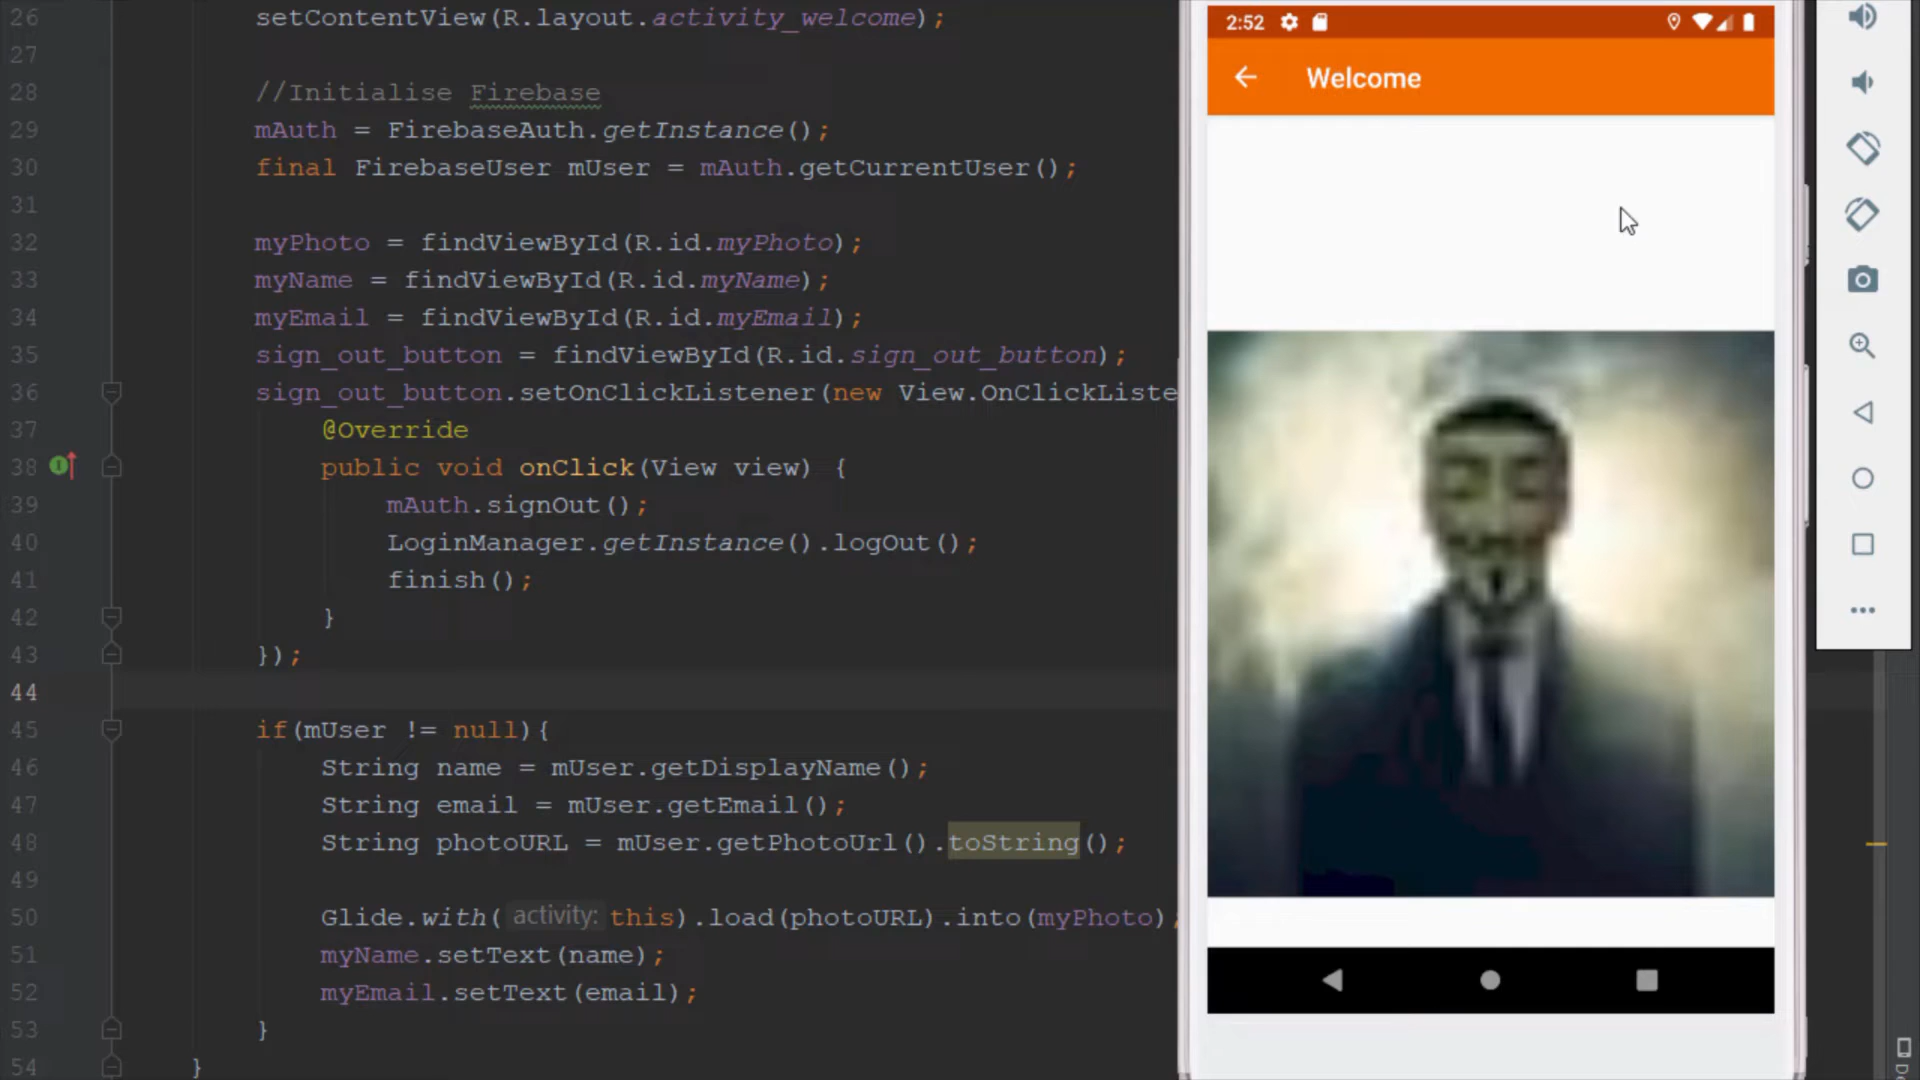 26 setContentView(R.layout.activity_welcome);
27
28 //Initialise Firebase
29 mAuth = FirebaseAuth.getInstance();
30 final FirebaseUser mUser = mAuth.getCurrentUser();
31
32 myPhoto = findViewById(R.id.myPhoto);
33 myName = findViewById(R.id.myName);
34 myEmail = findViewById(R.id.myEmail);
35 sign_out_button = findViewById(R.id.sign_out_button);
36 sign_out_button.setOnClickListener(new View.OnClickListe
37 @Override
38 public void onClick(View view) {
39 mAuth.signOut();
40 LoginManager.getInstance().logOut();
41 finish();
42 }
43 });
44
45 if(mUser != null){
46 String name = mUser.getDisplayName();
47 String email = mUser.getEmail();
48 String photoURL = mUser.getPhotoUrl().toString();
49
50 Glide.with( activity: this).load(photoURL).into(myPhoto);
51 myName.setText(name);
52 myEmail.setText(email);
53 }
54 }
2:52
Welcome